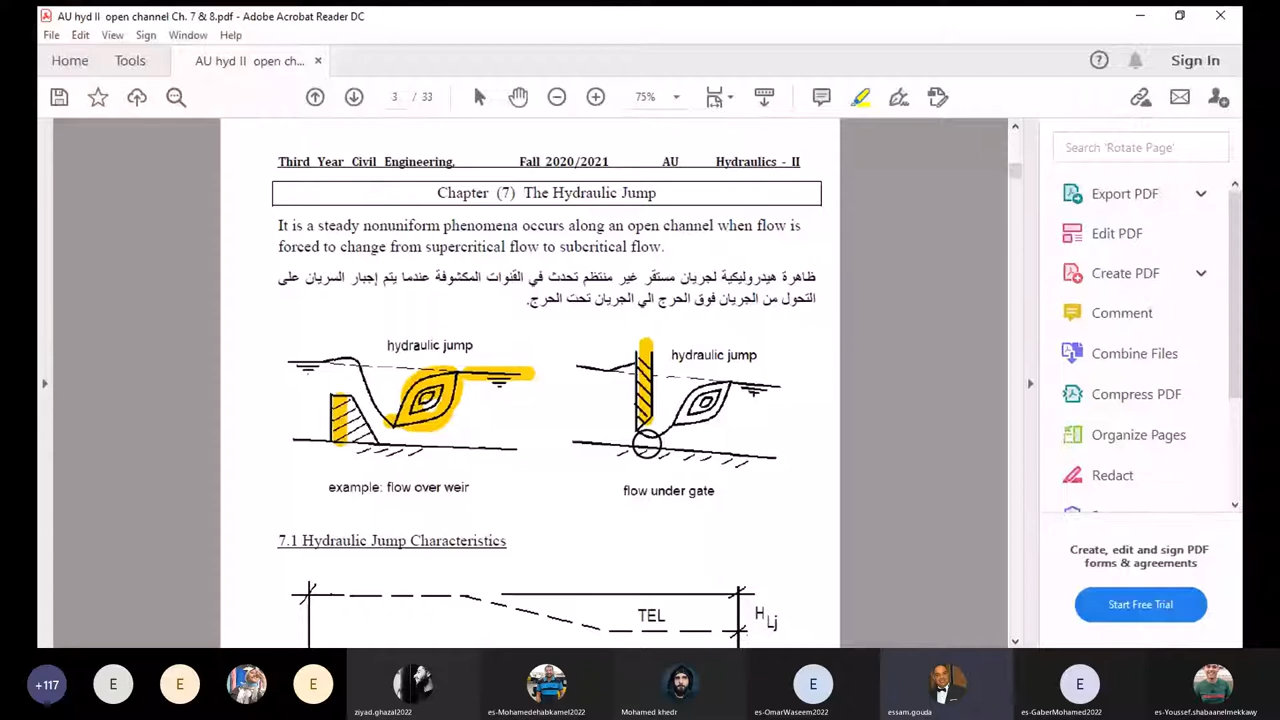 AU hyd II open channel Ch. 7 & 8.pdf - Adobe Acrobat Reader DC
File Edit View Sign Window Help
Home Tools AU hyd II open ch... × Sign In
3 / 33 75%
Third Year Civil Engineering. Fall 2020/2021 AU Hydraulics - II
Chapter (7) The Hydraulic Jump
It is a steady nonuniform phenomena occurs along an open channel when flow is
forced to change from supercritical flow to subcritical flow.
ظاهرة هيدروليكية لجريان مستقر غير منتظم تحدث في القنوات المكشوفة عندما يتم إجبار السريان على
التحول من الجريان فوق الحرج الي الجريان تحت الحرج.
hydraulic jump
hydraulic jump
example: flow over weir
flow under gate
7.1 Hydraulic Jump Characteristics
TEL
HLj
Search 'Rotate Page'
Export PDF
Edit PDF
Create PDF
Comment
Combine Files
Compress PDF
Organize Pages
Redact
Create, edit and sign PDF
forms & agreements
Start Free Trial
+117 E E E E E
ziyad.ghazal2022 es-Mohamedehabkamel2022 Mohamed khedr es-OmarWaseem2022 essam.gouda es-GaberMohamed2022 es-Youssef.shabaanelmekkawy